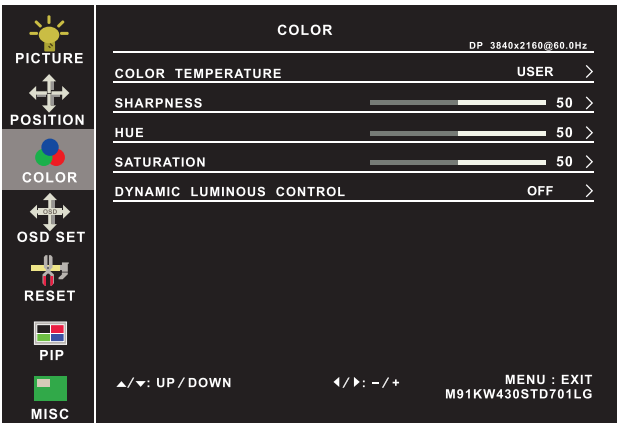 PICTURE
POSITION
COLOR
OSD
OSD SET
RESET
PIP
MISC
COLOR
DP 3840x2160@60.0Hz
COLOR TEMPERATURE USER >
SHARPNESS 50 >
HUE 50 >
SATURATION 50 >
DYNAMIC LUMINOUS CONTROL OFF >
▲/▼: UP/DOWN ◀/▶: −/+ MENU : EXIT
M91KW430STD701LG